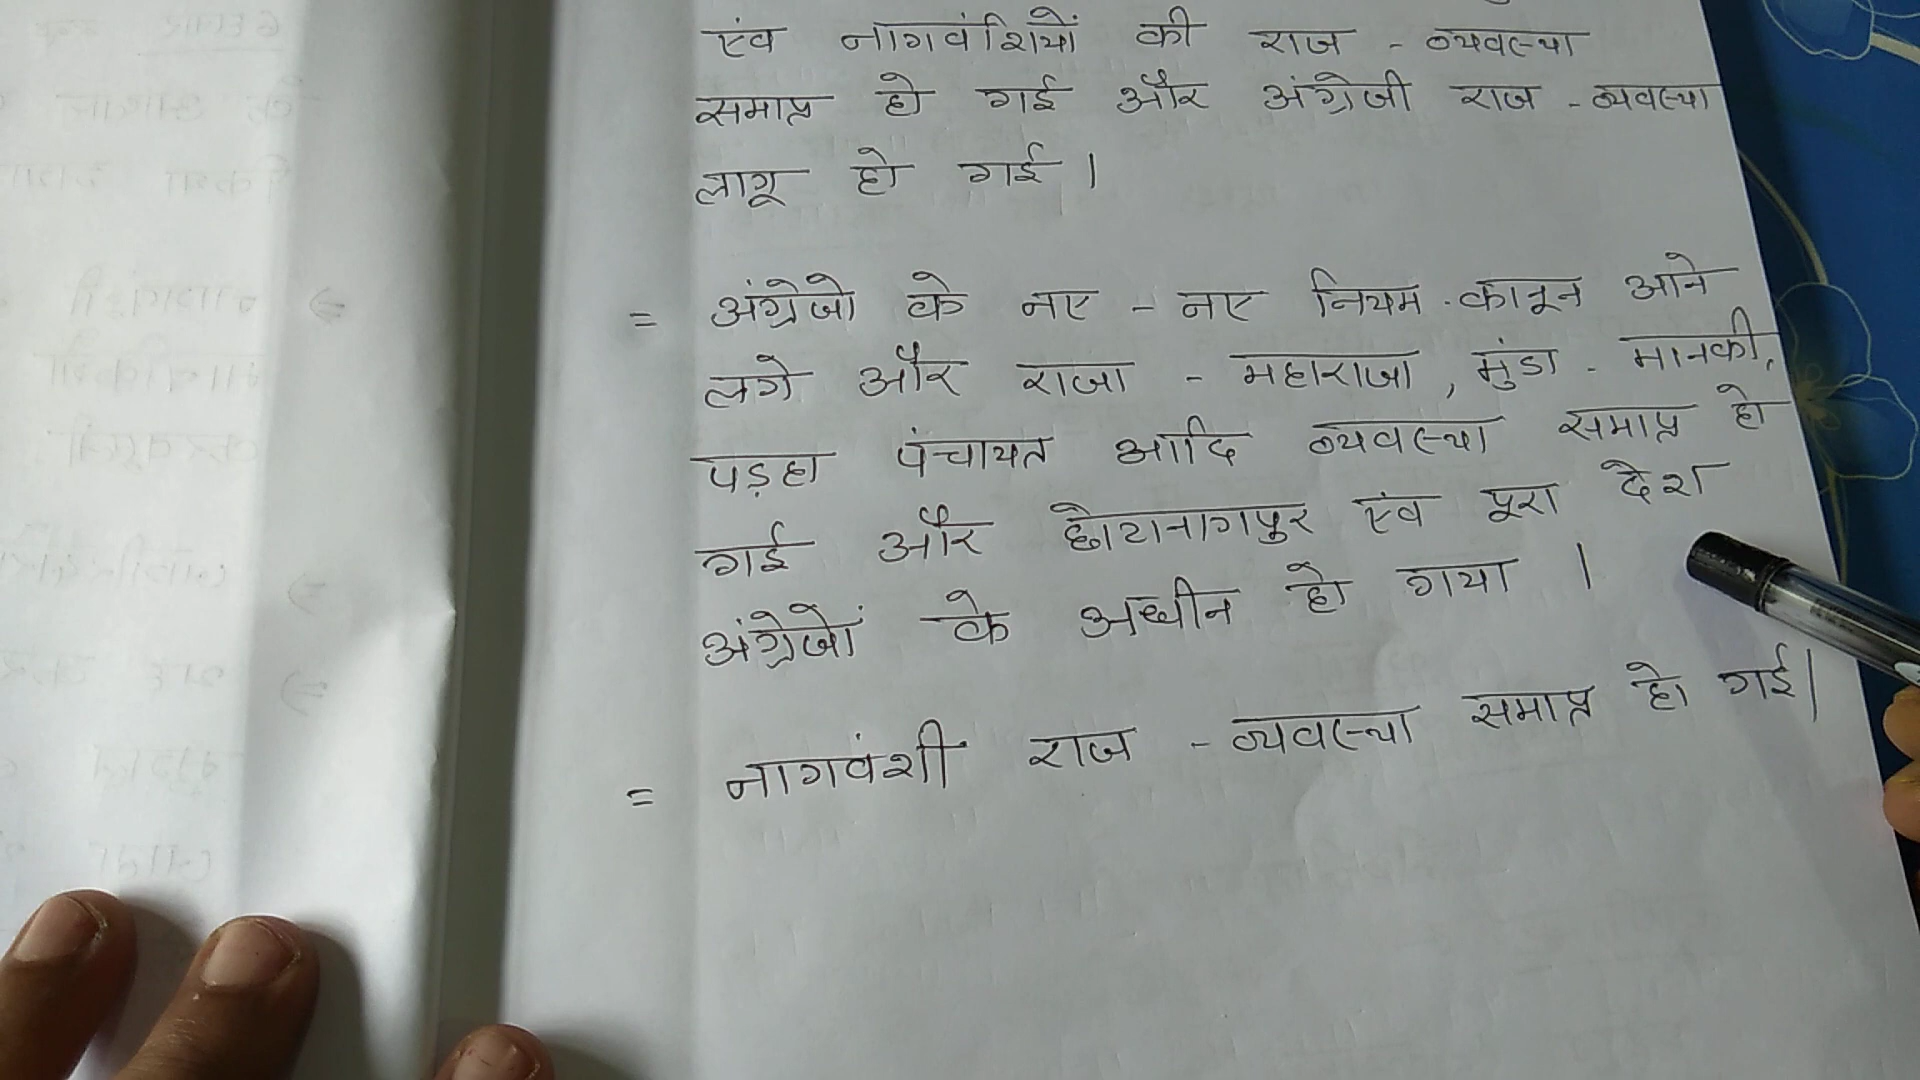 एंव नागवंशियों की राज - व्यवस्था
समाप्त हो गई और अंग्रेजी राज - व्यवस्था
लागू हो गई ।
= अंग्रेजो के नए - नए नियम - कानून आने
लगे और राजा - महाराजा , मुंडा - मानकी,
पड़हा पंचायत आदि व्यवस्था समाप्त हो
गई और छोटानागपुर एंव पूरा देश
अंग्रेजों के अधीन हो गया ।
= नागवंशी राज - व्यवस्था समाप्त हो गई।